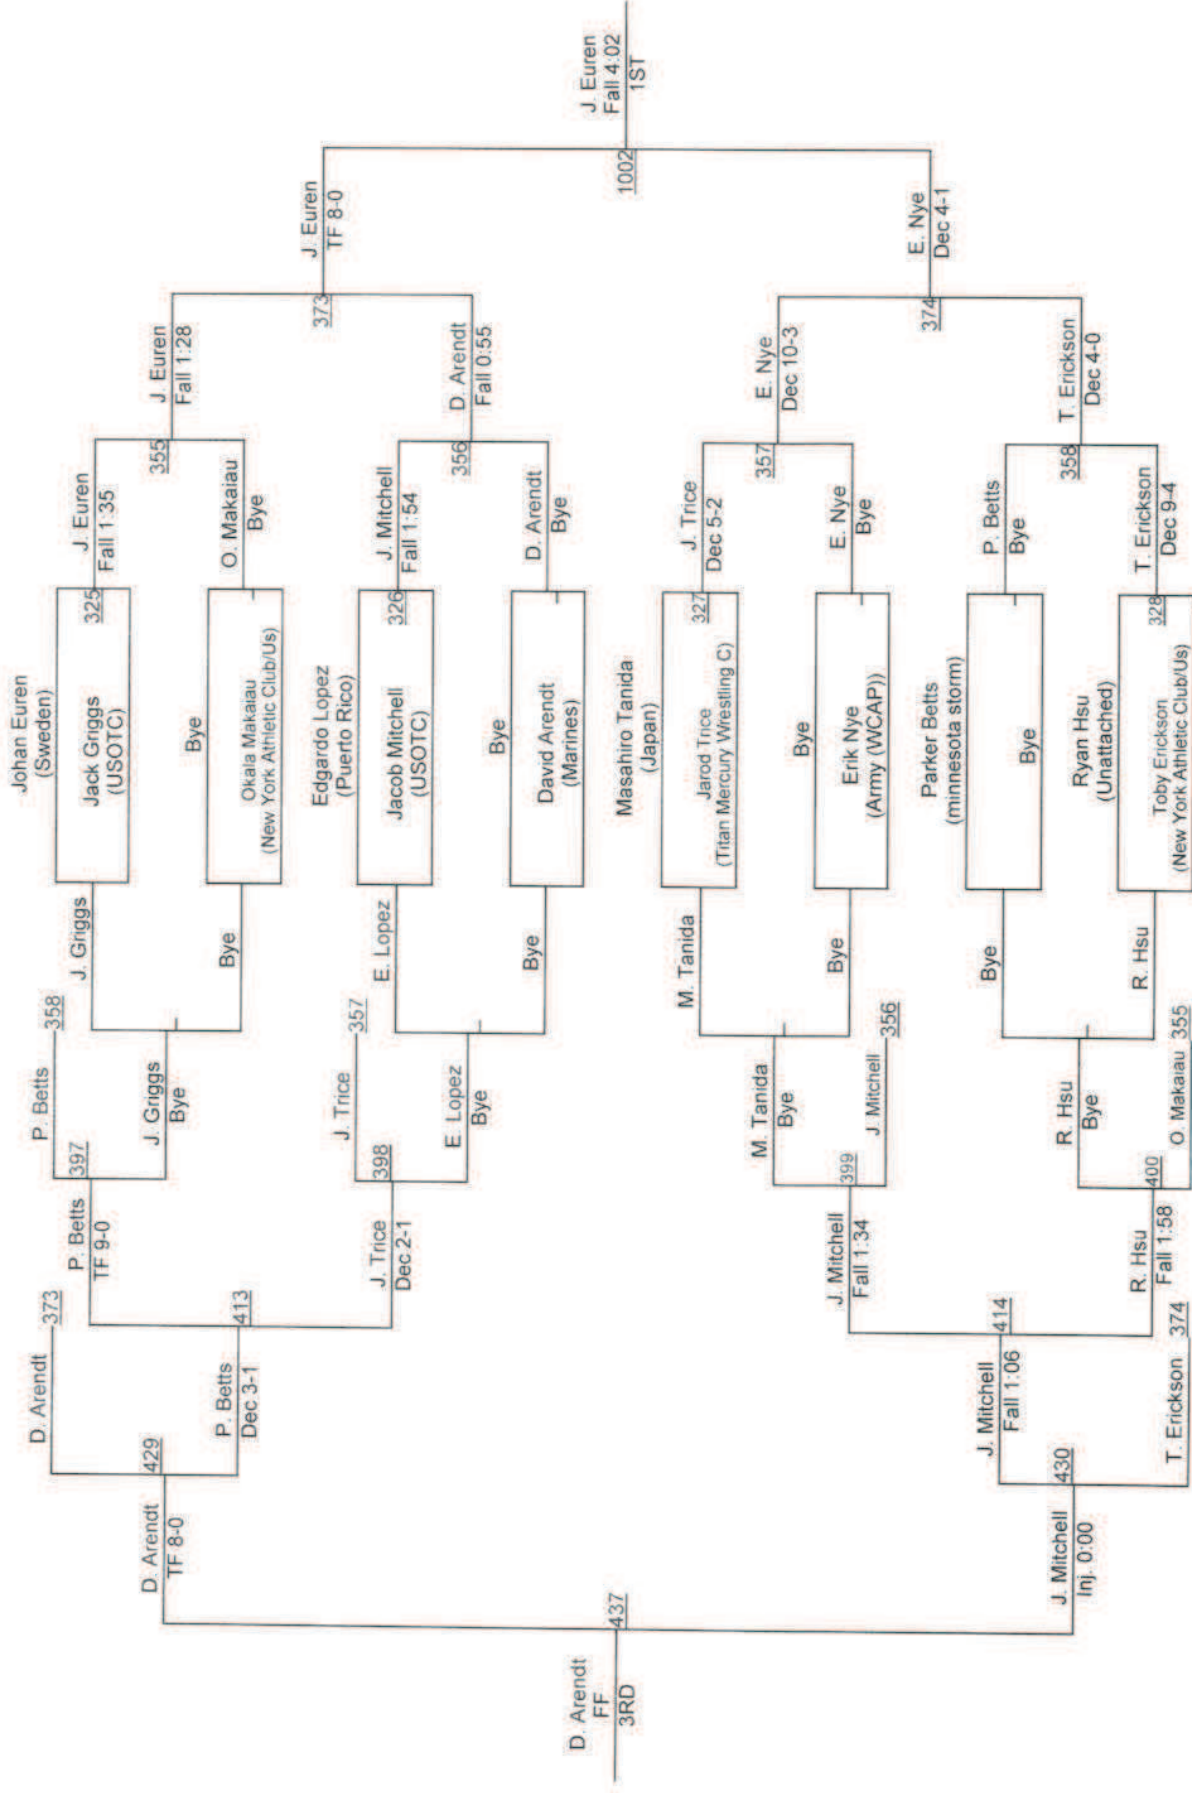 Johan Euren
(Sweden)
Jack Griggs
(USOTC)
325
J. Euren
Fall 1:35
Bye
Okala Makaiau
(New York Athletic Club/Us)
O. Makaiau
Bye
355
J. Euren
Fall 1:28
Edgardo Lopez
(Puerto Rico)
Jacob Mitchell
(USOTC)
326
J. Mitchell
Fall 1:54
Bye
David Arendt
(Marines)
D. Arendt
Bye
356
D. Arendt
Fall 0:55
373
J. Euren
TF 8-0
Masahiro Tanida
(Japan)
Jarod Trice
(Titan Mercury Wrestling C)
327
J. Trice
Dec 5-2
Bye
Erik Nye
(Army (WCAP))
E. Nye
Bye
357
E. Nye
Dec 10-3
Parker Betts
(minnesota storm)
Bye
P. Betts
Bye
Ryan Hsu
(Unattached)
Toby Erickson
(New York Athletic Club/Us)
328
T. Erickson
Dec 9-4
358
T. Erickson
Dec 4-0
374
E. Nye
Dec 4-1
1002
J. Euren
Fall 4:02
1ST
J. Griggs
Bye
J. Griggs
Bye
P. Betts
358
397
P. Betts
TF 9-0
E. Lopez
Bye
E. Lopez
Bye
J. Trice
357
398
J. Trice
Dec 2-1
413
P. Betts
Dec 3-1
D. Arendt
373
429
D. Arendt
TF 8-0
M. Tanida
Bye
M. Tanida
Bye
J. Mitchell
356
399
J. Mitchell
Fall 1:34
Bye
R. Hsu
R. Hsu
Bye
O. Makaiau
355
400
R. Hsu
Fall 1:58
414
J. Mitchell
Fall 1:06
T. Erickson
374
430
J. Mitchell
Inj. 0:00
437
D. Arendt
FF
3RD